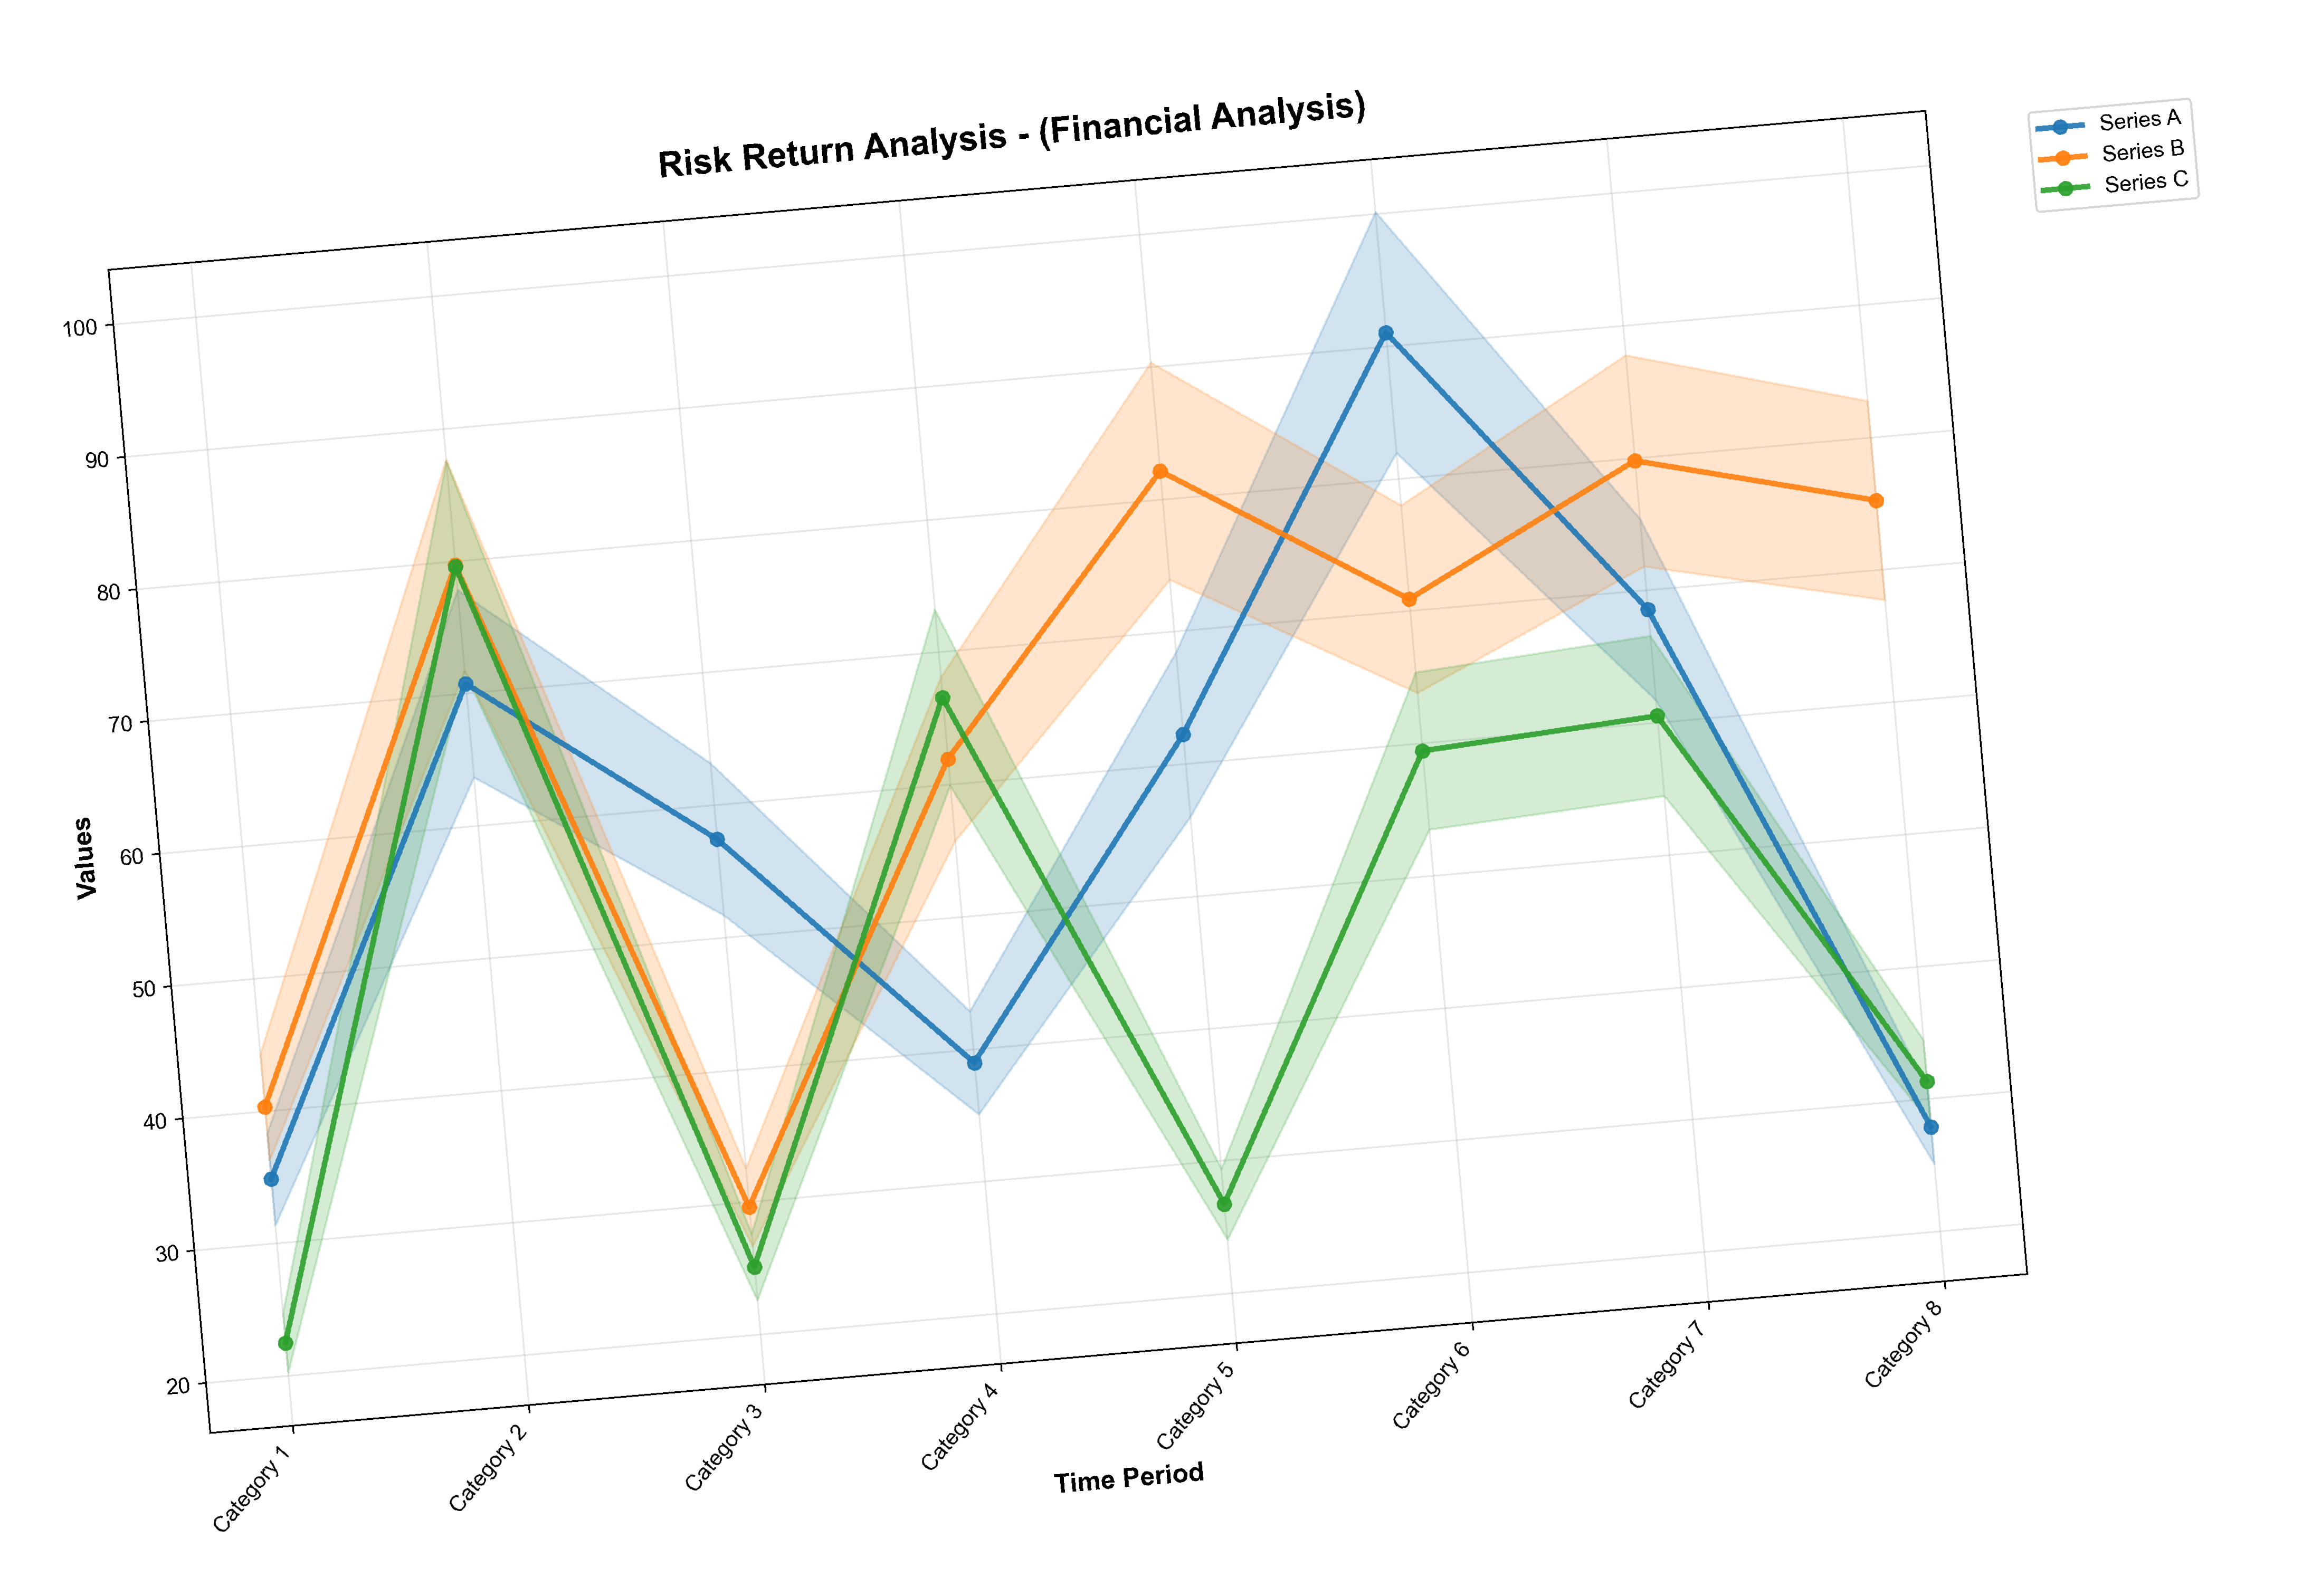 Risk Return Analysis - (Financial Analysis)
Series A
Series B
Series C
100
90
80
70
60
50
40
30
20
Values
Category 1
Category 2
Category 3
Category 4
Category 5
Category 6
Category 7
Category 8
Time Period